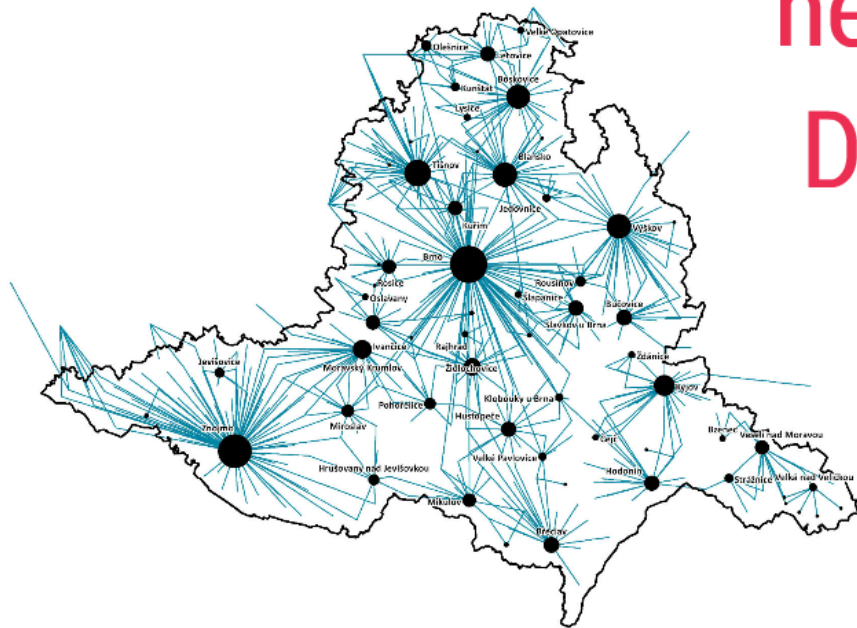 ne
D
Velké Opatovice
Olešnice
Letovice
Boskovice
Kunštát
Lysice
Blansko
Tišnov
Jedovnice
Kuřim
Vyškov
Brno
Rosice
Rousínov
Oslavany
Šlapanice
Bučovice
Slavkov u Brna
Ivančice
Rajhrad
Jevišovice
Moravský Krumlov
Židlochovice
Ždánice
Kyjov
Klobouky u Brna
Pohořelice
Hustopeče
Miroslav
Znojmo
Bzenec
Veselí nad Moravou
Čejč
Velké Pavlovice
Hrušovany nad Jevišovkou
Hodonín
Strážnice
Velká nad Veličkou
Mikulov
Břeclav